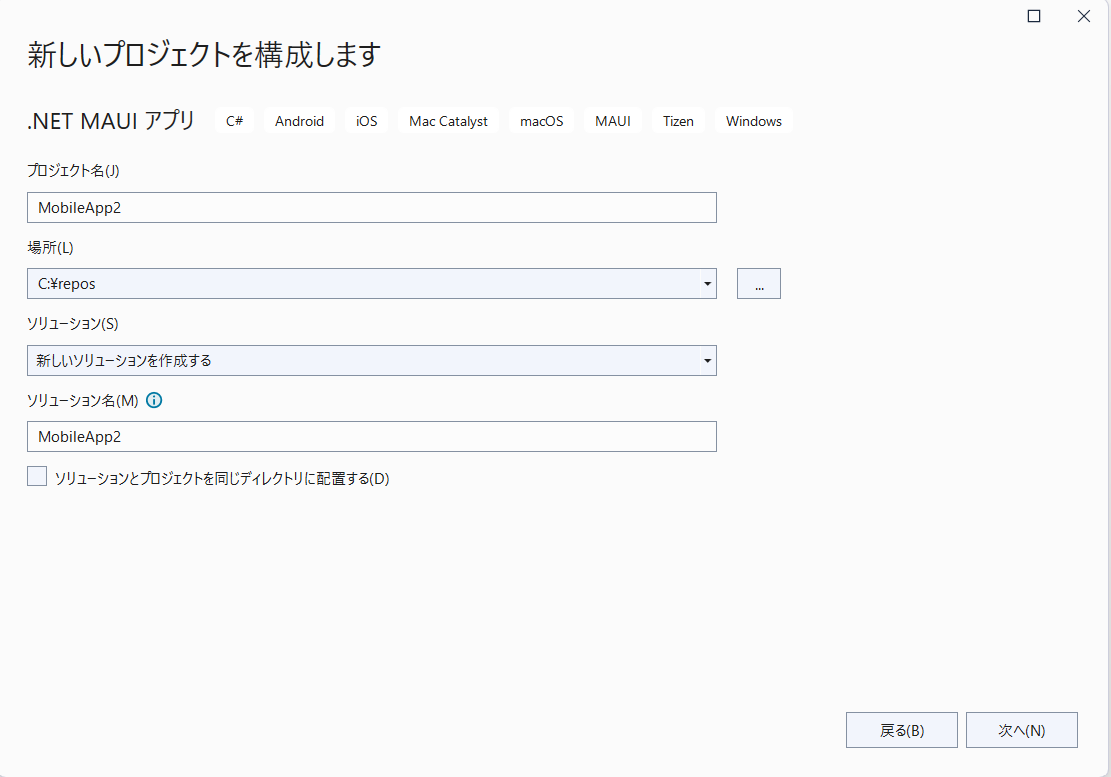 新しいプロジェクトを構成します
.NET MAUI アプリ C# Android iOS Mac Catalyst macOS MAUI Tizen Windows
プロジェクト名(J)
MobileApp2
場所(L)
C:¥repos
...
ソリューション(S)
新しいソリューションを作成する
ソリューション名(M)
MobileApp2
ソリューションとプロジェクトを同じディレクトリに配置する(D)
戻る(B) 次へ(N)